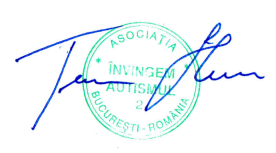 ASOCIAȚIA
ÎNVINGEM
AUTISMUL
2
BUCUREȘTI - ROMÂNIA